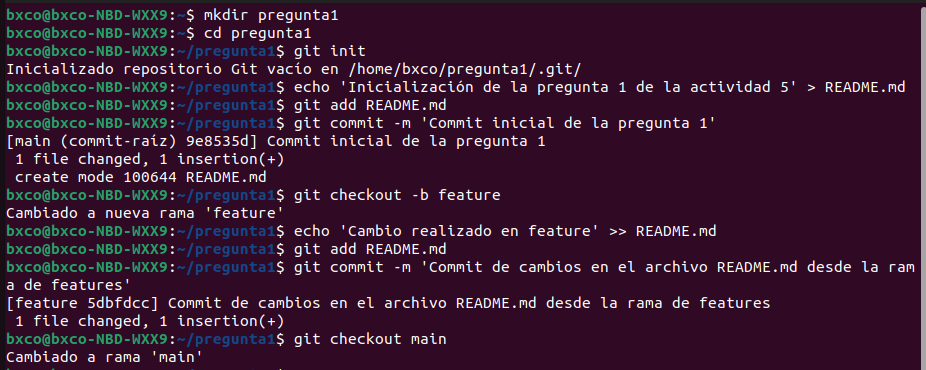 bxco@bxco-NBD-WXX9:~$ mkdir pregunta1
bxco@bxco-NBD-WXX9:~$ cd pregunta1
bxco@bxco-NBD-WXX9:~/pregunta1$ git init
Inicializado repositorio Git vacío en /home/bxco/pregunta1/.git/
bxco@bxco-NBD-WXX9:~/pregunta1$ echo 'Inicialización de la pregunta 1 de la actividad 5' > README.md
bxco@bxco-NBD-WXX9:~/pregunta1$ git add README.md
bxco@bxco-NBD-WXX9:~/pregunta1$ git commit -m 'Commit inicial de la pregunta 1'
[main (commit-raíz) 9e8535d] Commit inicial de la pregunta 1
 1 file changed, 1 insertion(+)
 create mode 100644 README.md
bxco@bxco-NBD-WXX9:~/pregunta1$ git checkout -b feature
Cambiado a nueva rama 'feature'
bxco@bxco-NBD-WXX9:~/pregunta1$ echo 'Cambio realizado en feature' >> README.md
bxco@bxco-NBD-WXX9:~/pregunta1$ git add README.md
bxco@bxco-NBD-WXX9:~/pregunta1$ git commit -m 'Commit de cambios en el archivo README.md desde la ram
a de features'
[feature 5dbfdcc] Commit de cambios en el archivo README.md desde la rama de features
 1 file changed, 1 insertion(+)
bxco@bxco-NBD-WXX9:~/pregunta1$ git checkout main
Cambiado a rama 'main'